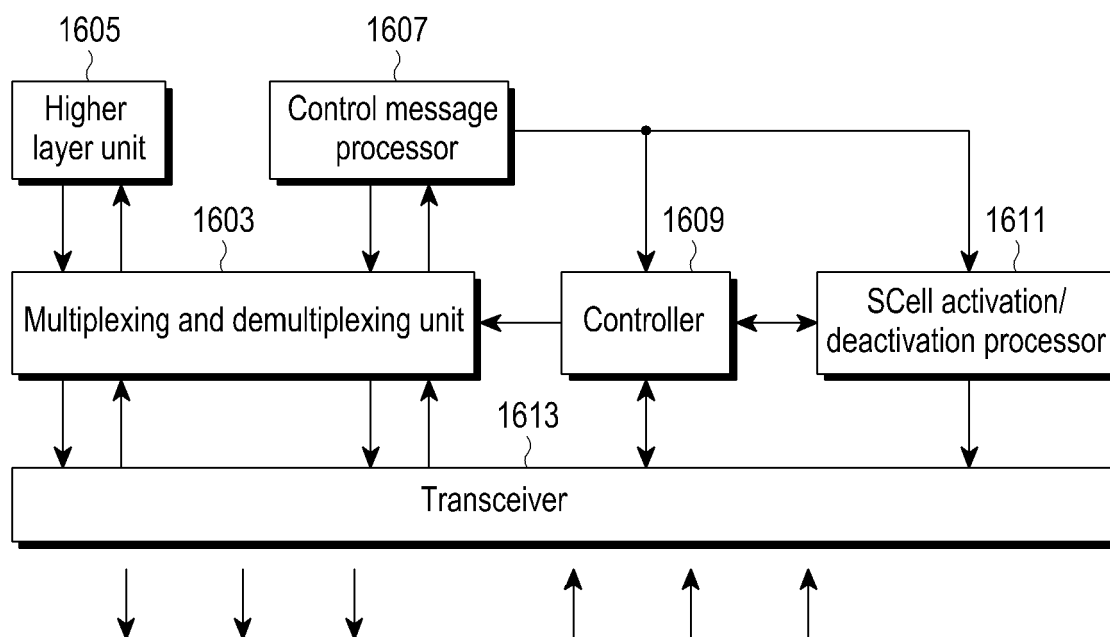 1605
1607
Higher
layer unit
Control message
processor
1603
1609
1611
Multiplexing and demultiplexing unit
Controller
SCell activation/
deactivation processor
1613
Transceiver